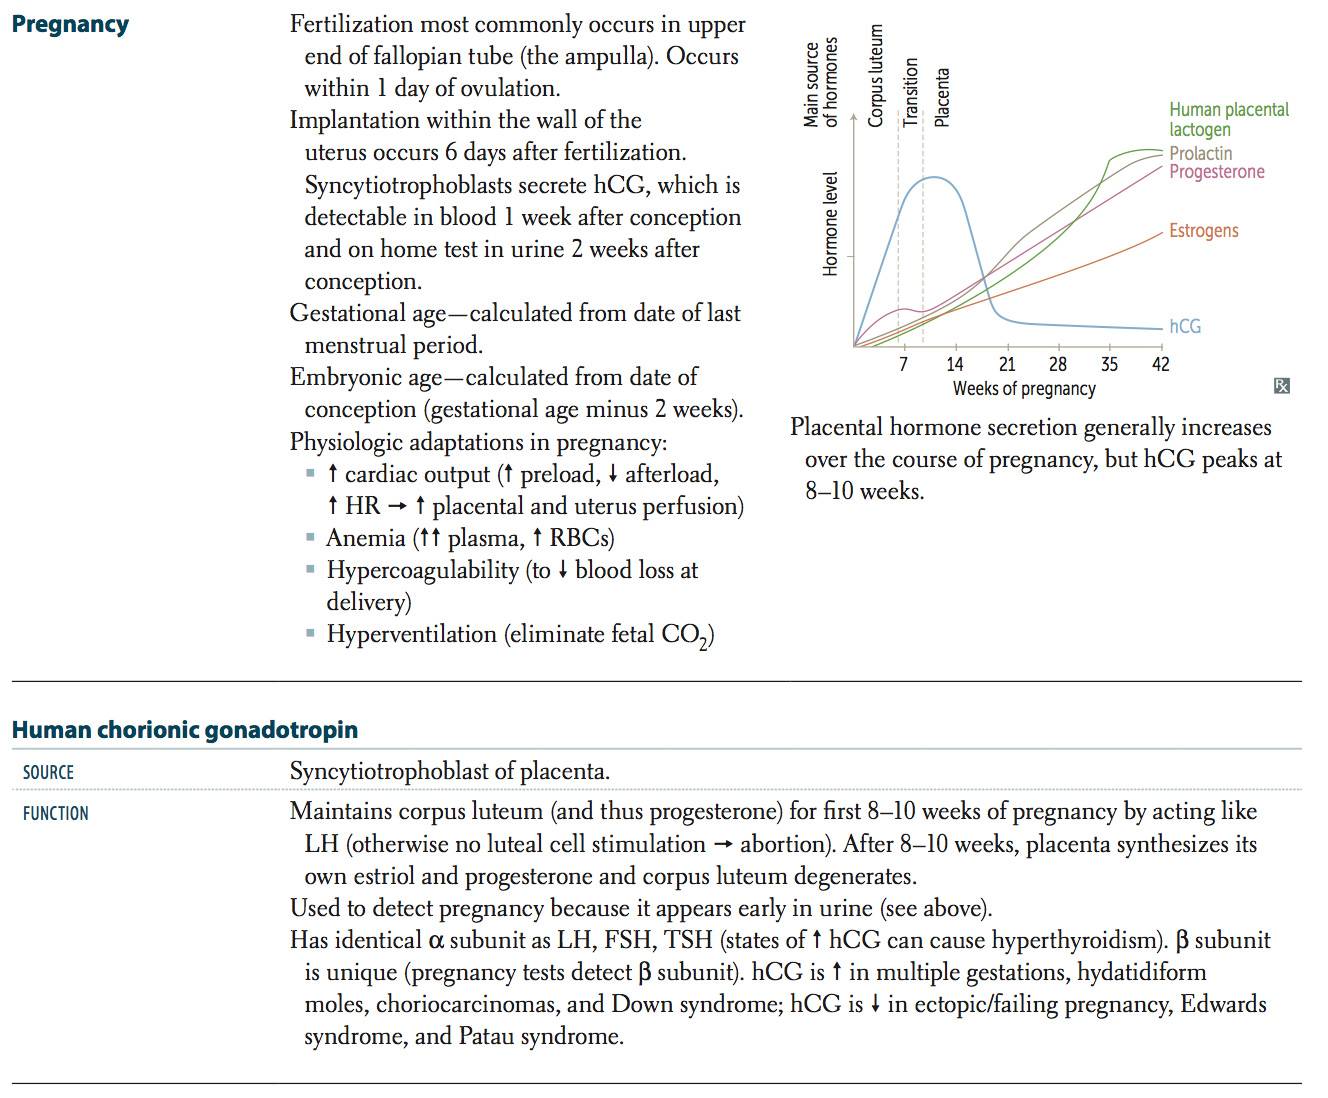 Pregnancy
Fertilization most commonly occurs in upper
end of fallopian tube (the ampulla). Occurs
within 1 day of ovulation.
Implantation within the wall of the
uterus occurs 6 days after fertilization.
Syncytiotrophoblasts secrete hCG, which is
detectable in blood 1 week after conception
and on home test in urine 2 weeks after
conception.
Gestational age—calculated from date of last
menstrual period.
Embryonic age—calculated from date of
conception (gestational age minus 2 weeks).
Physiologic adaptations in pregnancy:
▪ ↑ cardiac output (↑ preload, ↓ afterload,
↑ HR → ↑ placental and uterus perfusion)
▪ Anemia (↑↑ plasma, ↑ RBCs)
▪ Hypercoagulability (to ↓ blood loss at
delivery)
▪ Hyperventilation (eliminate fetal CO₂)
Main source
of hormones
Corpus luteum
Transition
Placenta
Hormone level
Human placental
lactogen
Prolactin
Progesterone
Estrogens
hCG
7 14 21 28 35 42
Weeks of pregnancy
Rx
Placental hormone secretion generally increases
over the course of pregnancy, but hCG peaks at
8–10 weeks.
Human chorionic gonadotropin
SOURCE
Syncytiotrophoblast of placenta.
FUNCTION
Maintains corpus luteum (and thus progesterone) for first 8–10 weeks of pregnancy by acting like
LH (otherwise no luteal cell stimulation → abortion). After 8–10 weeks, placenta synthesizes its
own estriol and progesterone and corpus luteum degenerates.
Used to detect pregnancy because it appears early in urine (see above).
Has identical α subunit as LH, FSH, TSH (states of ↑ hCG can cause hyperthyroidism). β subunit
is unique (pregnancy tests detect β subunit). hCG is ↑ in multiple gestations, hydatidiform
moles, choriocarcinomas, and Down syndrome; hCG is ↓ in ectopic/failing pregnancy, Edwards
syndrome, and Patau syndrome.